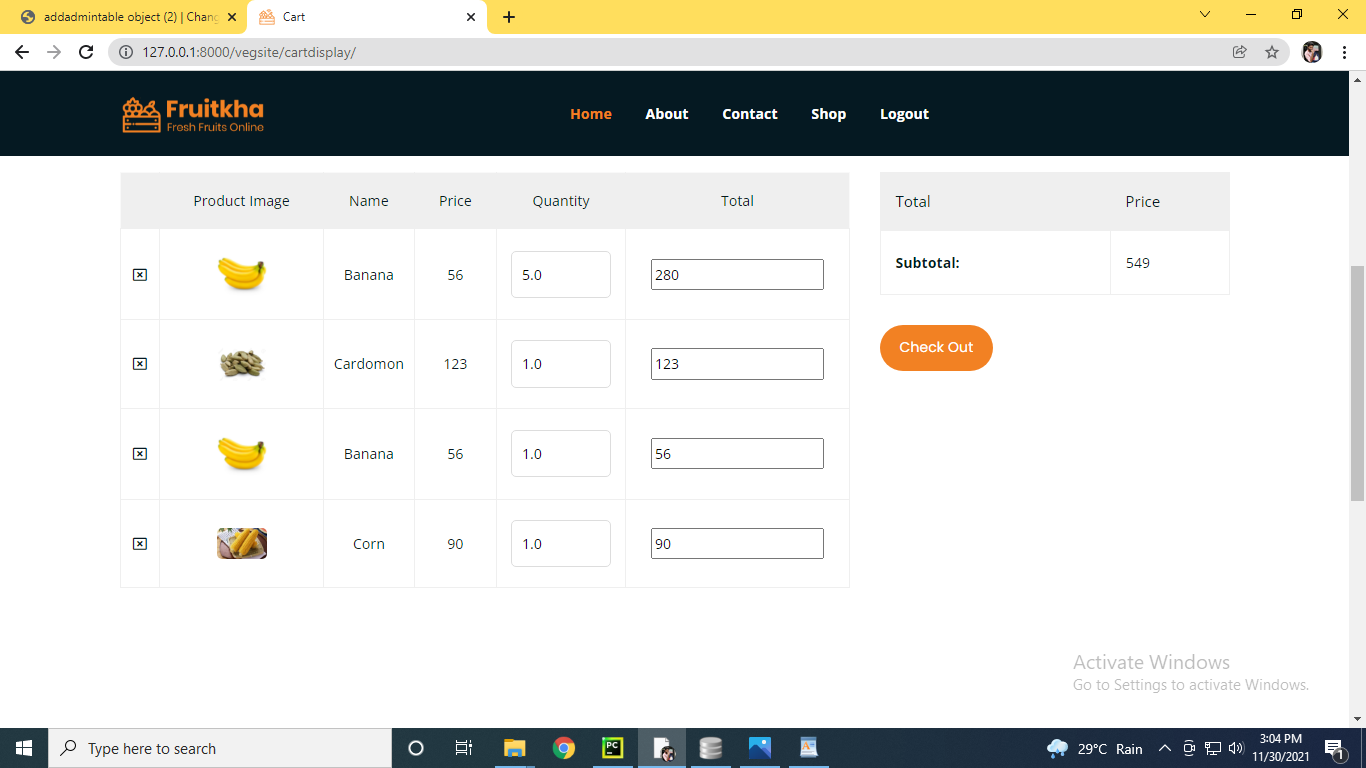 addadmintable object (2) | Chang
Cart
127.0.0.1:8000/vegsite/cartdisplay/
Fruitkha
Fresh Fruits Online
Home About Contact Shop Logout
Product Image Name Price Quantity Total
Banana 56 5.0 280
Cardomon 123 1.0 123
Banana 56 1.0 56
Corn 90 1.0 90
Total Price
Subtotal: 549
Check Out
Activate Windows
Go to Settings to activate Windows.
Type here to search
PC
29°C Rain
3:04 PM
11/30/2021
1